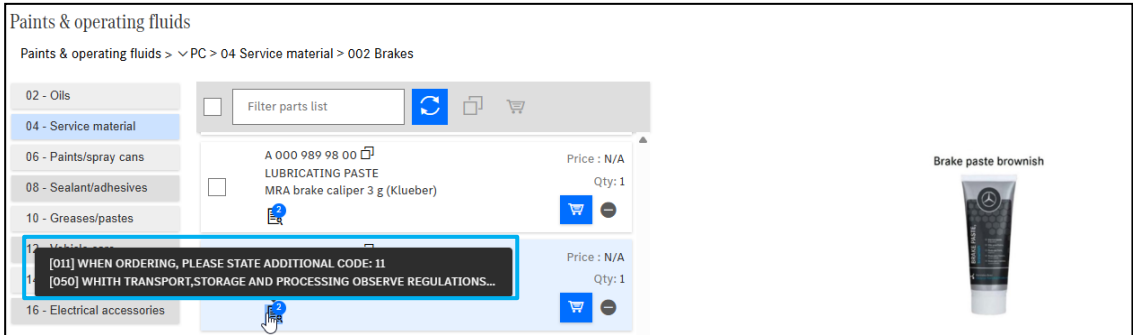 Paints & operating fluids
Paints & operating fluids > PC > 04 Service material > 002 Brakes
02 - Oils
04 - Service material
06 - Paints/spray cans
08 - Sealant/adhesives
10 - Greases/pastes
16 - Electrical accessories
Filter parts list
A 000 989 98 00
LUBRICATING PASTE
MRA brake caliper 3 g (Klueber)
2
Price : N/A
Qty: 1
[011] WHEN ORDERING, PLEASE STATE ADDITIONAL CODE: 11
[050] WHITH TRANSPORT,STORAGE AND PROCESSING OBSERVE REGULATIONS...
Price : N/A
Qty: 1
2
Brake paste brownish
BRAKE PASTE.